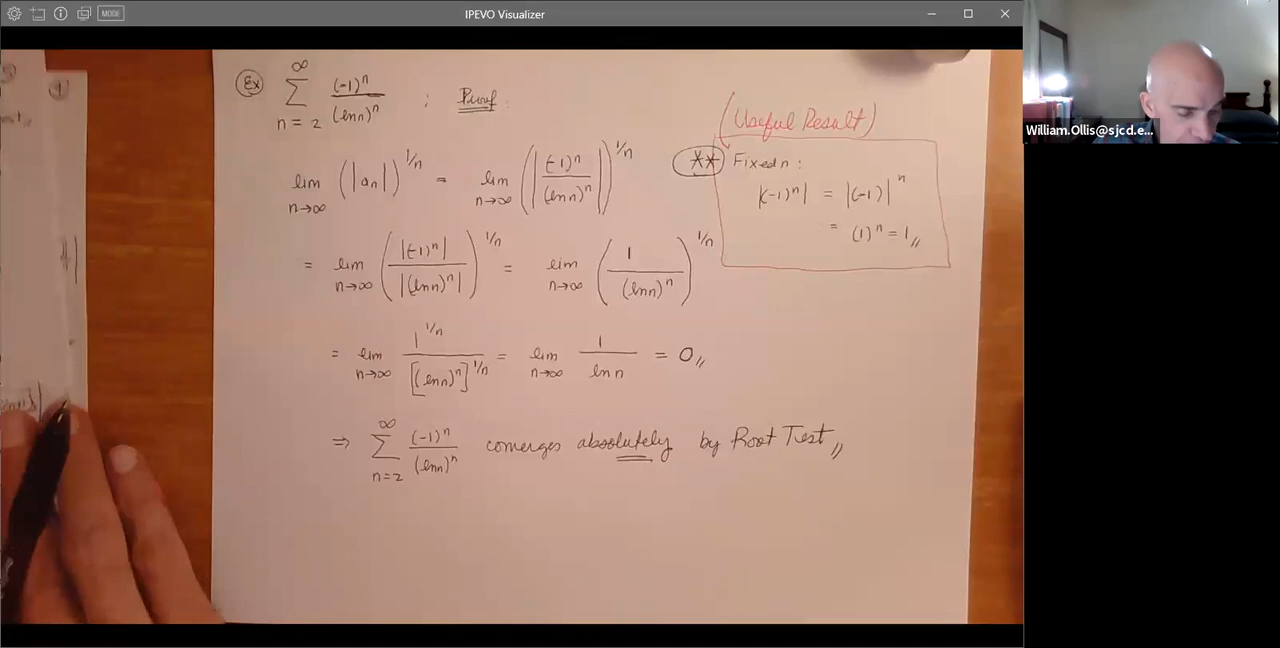 IPEVO Visualizer
MODE
William.Ollis@sjcd.e...
Ex ∑_{n=2}^{∞} (-1)^n / (ln n)^n ; Proof:
lim_{n→∞} (|a_n|)^{1/n} = lim_{n→∞} (|(-1)^n / (ln n)^n|)^{1/n}
= lim_{n→∞} (|(-1)^n| / |(ln n)^n|)^{1/n} = lim_{n→∞} (1 / (ln n)^n)^{1/n}
= lim_{n→∞} 1^{1/n} / [(ln n)^n]^{1/n} = lim_{n→∞} 1 / ln n = 0 //
⇒ ∑_{n=2}^{∞} (-1)^n / (ln n)^n converges absolutely by Root Test //
(Useful Result)
** Fixed n:
|(-1)^n| = |(-1)|^n
= (1)^n = 1 //